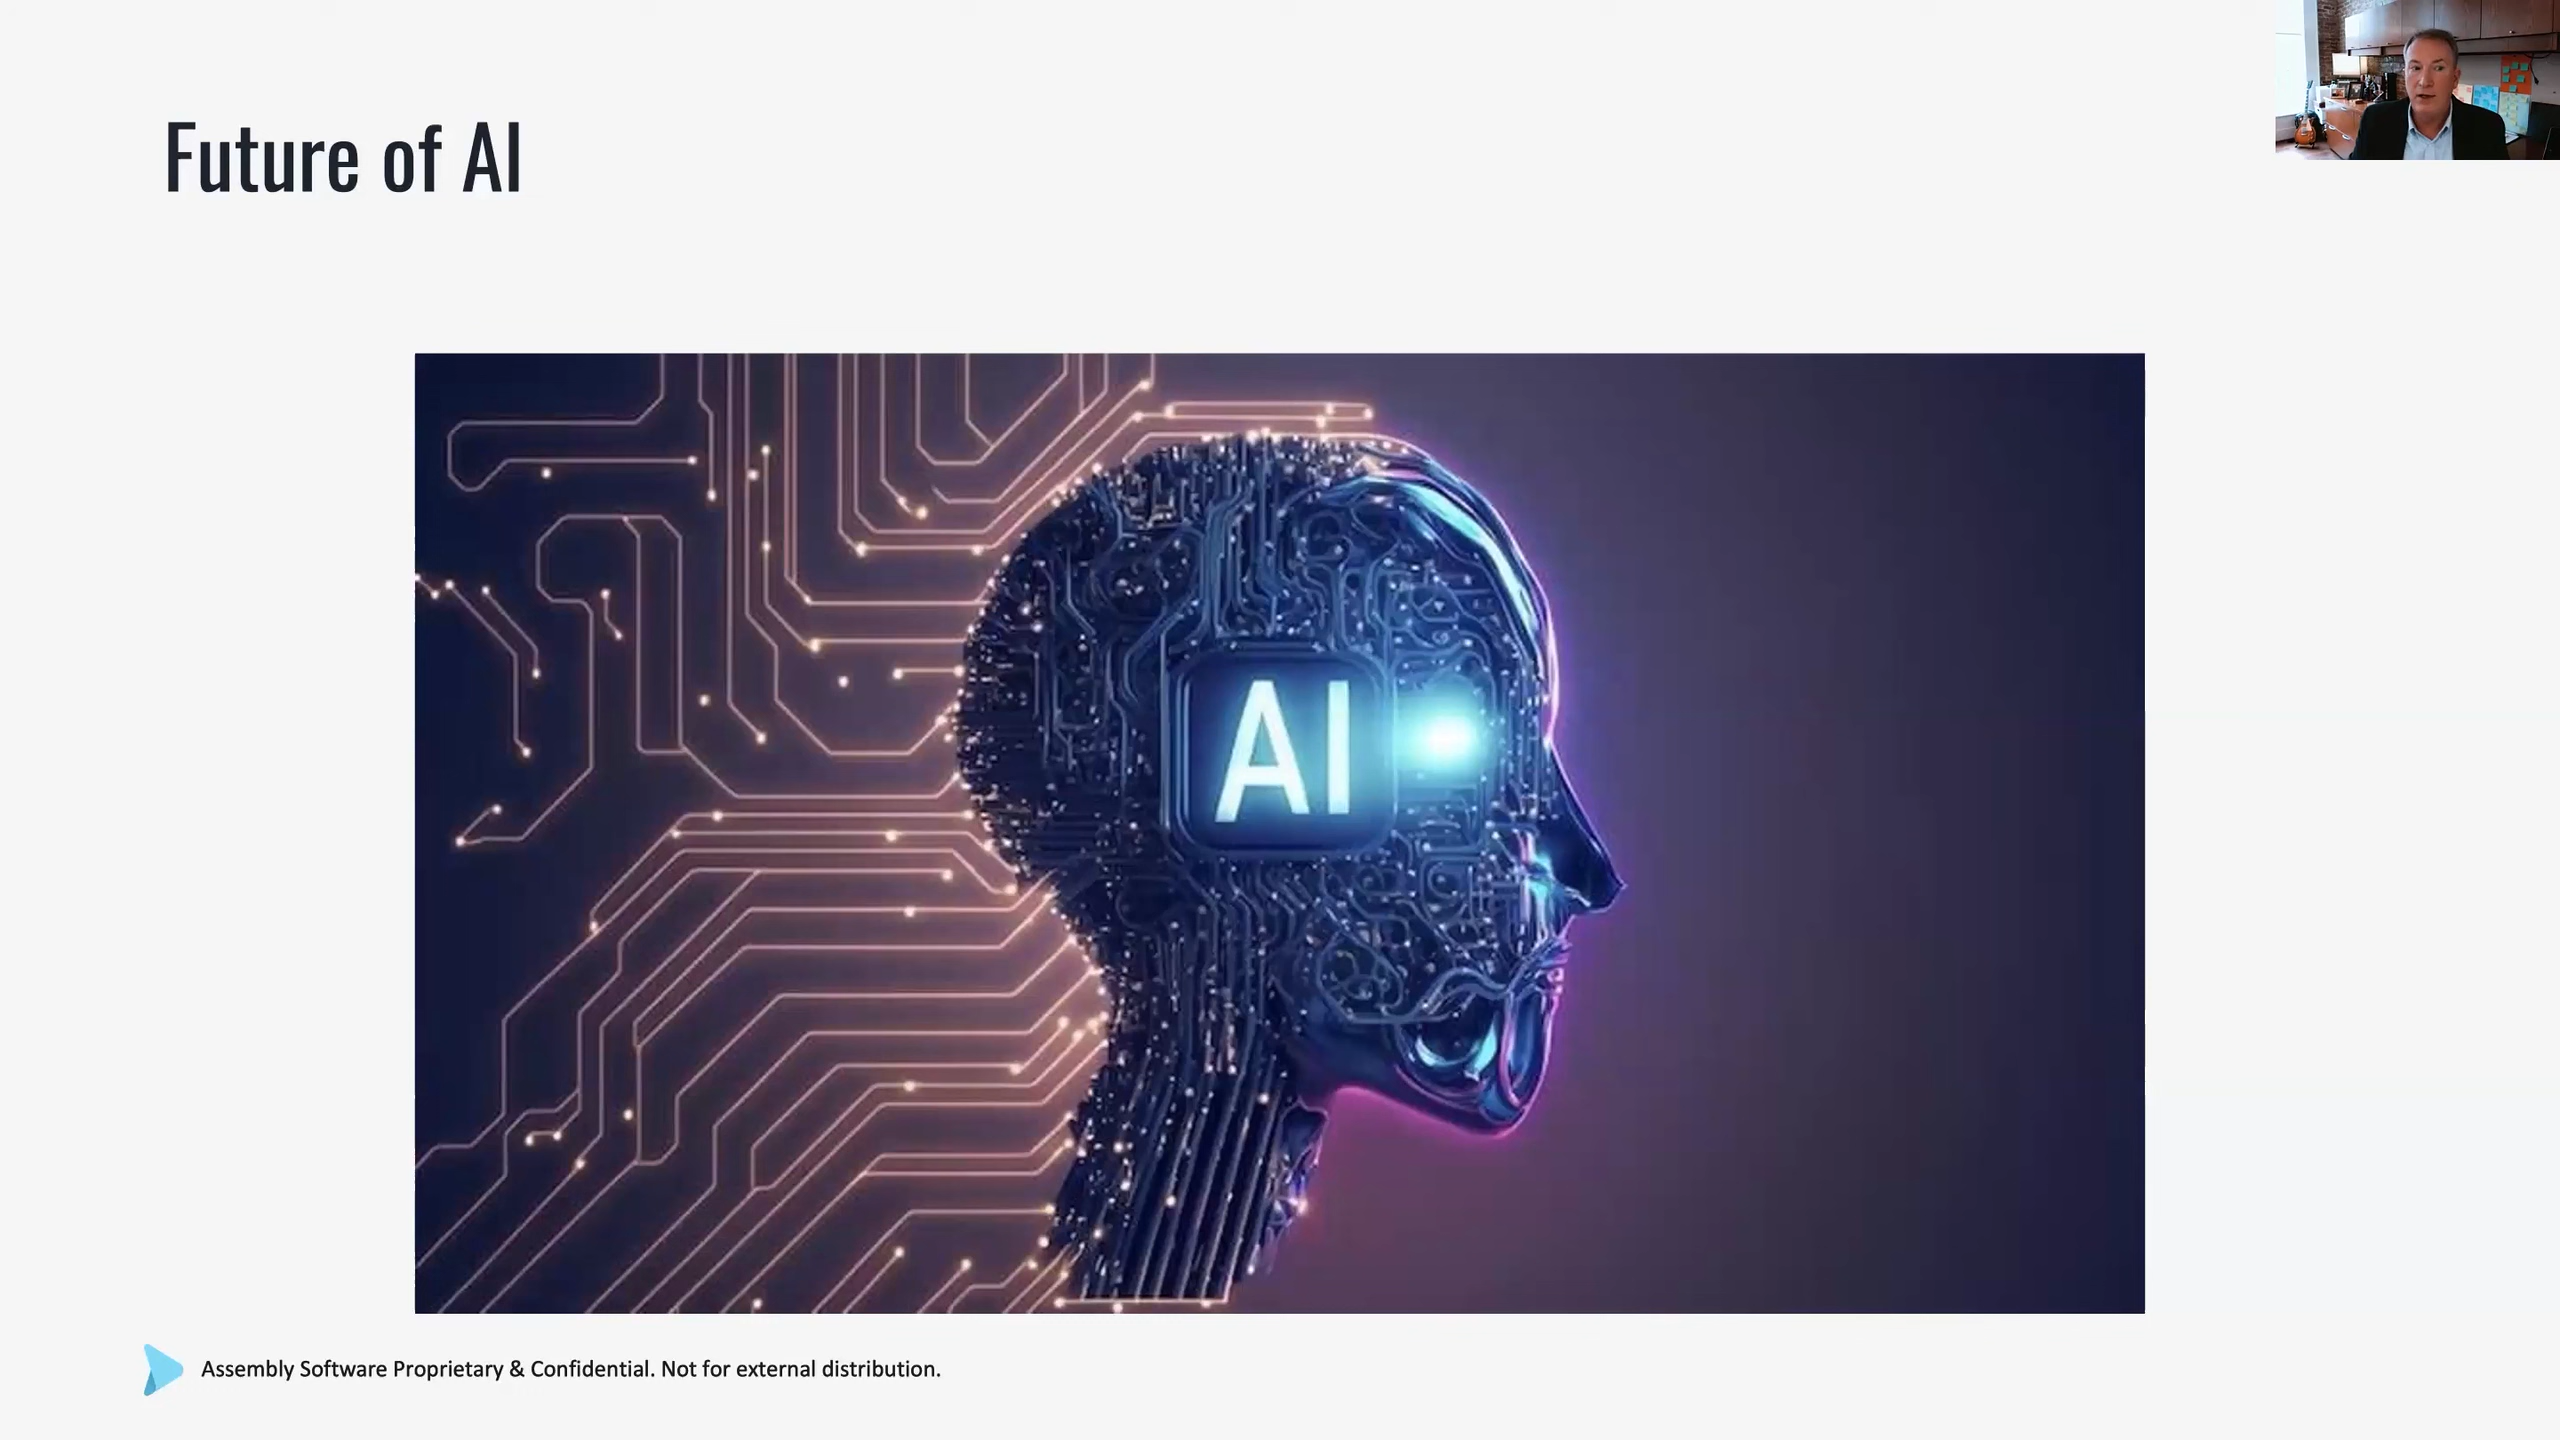 Future of AI
AI
Assembly Software Proprietary & Confidential. Not for external distribution.